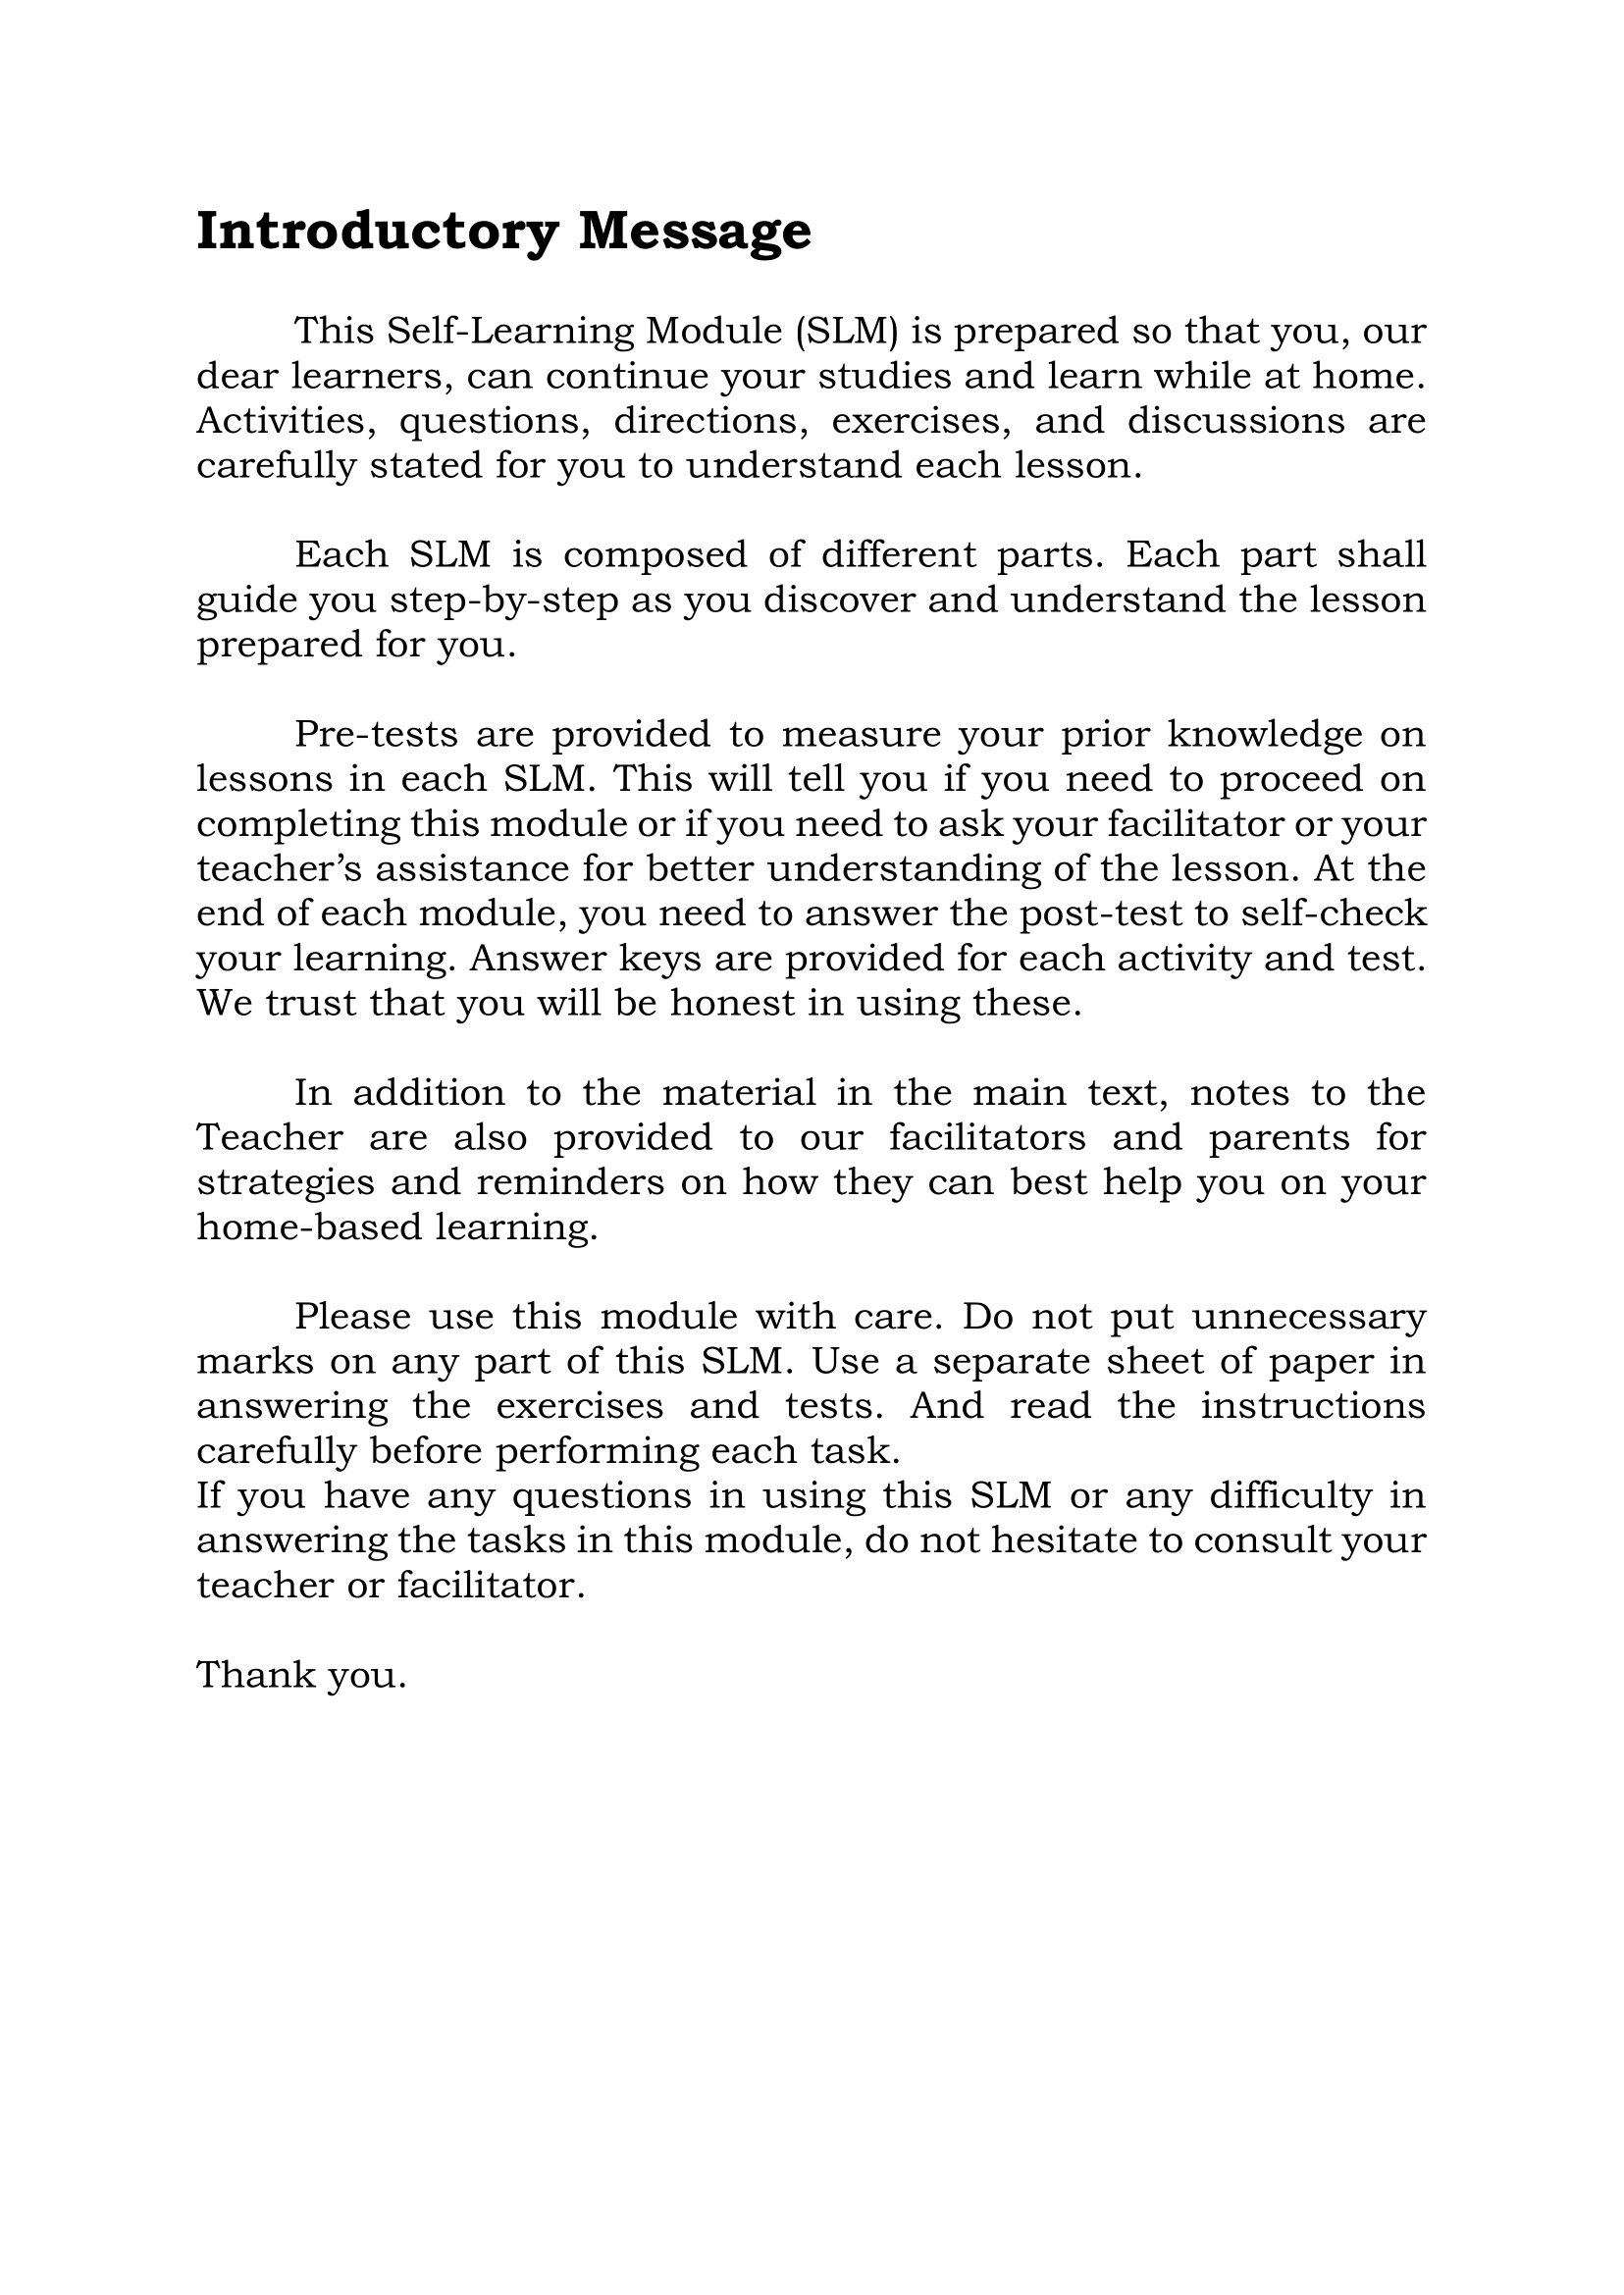 Introductory Message
This Self-Learning Module (SLM) is prepared so that you, our
dear learners, can continue your studies and learn while at home.
Activities, questions, directions, exercises, and discussions are
carefully stated for you to understand each lesson.
Each SLM is composed of different parts. Each part shall
guide you step-by-step as you discover and understand the lesson
prepared for you.
Pre-tests are provided to measure your prior knowledge on
lessons in each SLM. This will tell you if you need to proceed on
completing this module or if you need to ask your facilitator or your
teacher’s assistance for better understanding of the lesson. At the
end of each module, you need to answer the post-test to self-check
your learning. Answer keys are provided for each activity and test.
We trust that you will be honest in using these.
In addition to the material in the main text, notes to the
Teacher are also provided to our facilitators and parents for
strategies and reminders on how they can best help you on your
home-based learning.
Please use this module with care. Do not put unnecessary
marks on any part of this SLM. Use a separate sheet of paper in
answering the exercises and tests. And read the instructions
carefully before performing each task.
If you have any questions in using this SLM or any difficulty in
answering the tasks in this module, do not hesitate to consult your
teacher or facilitator.
Thank you.